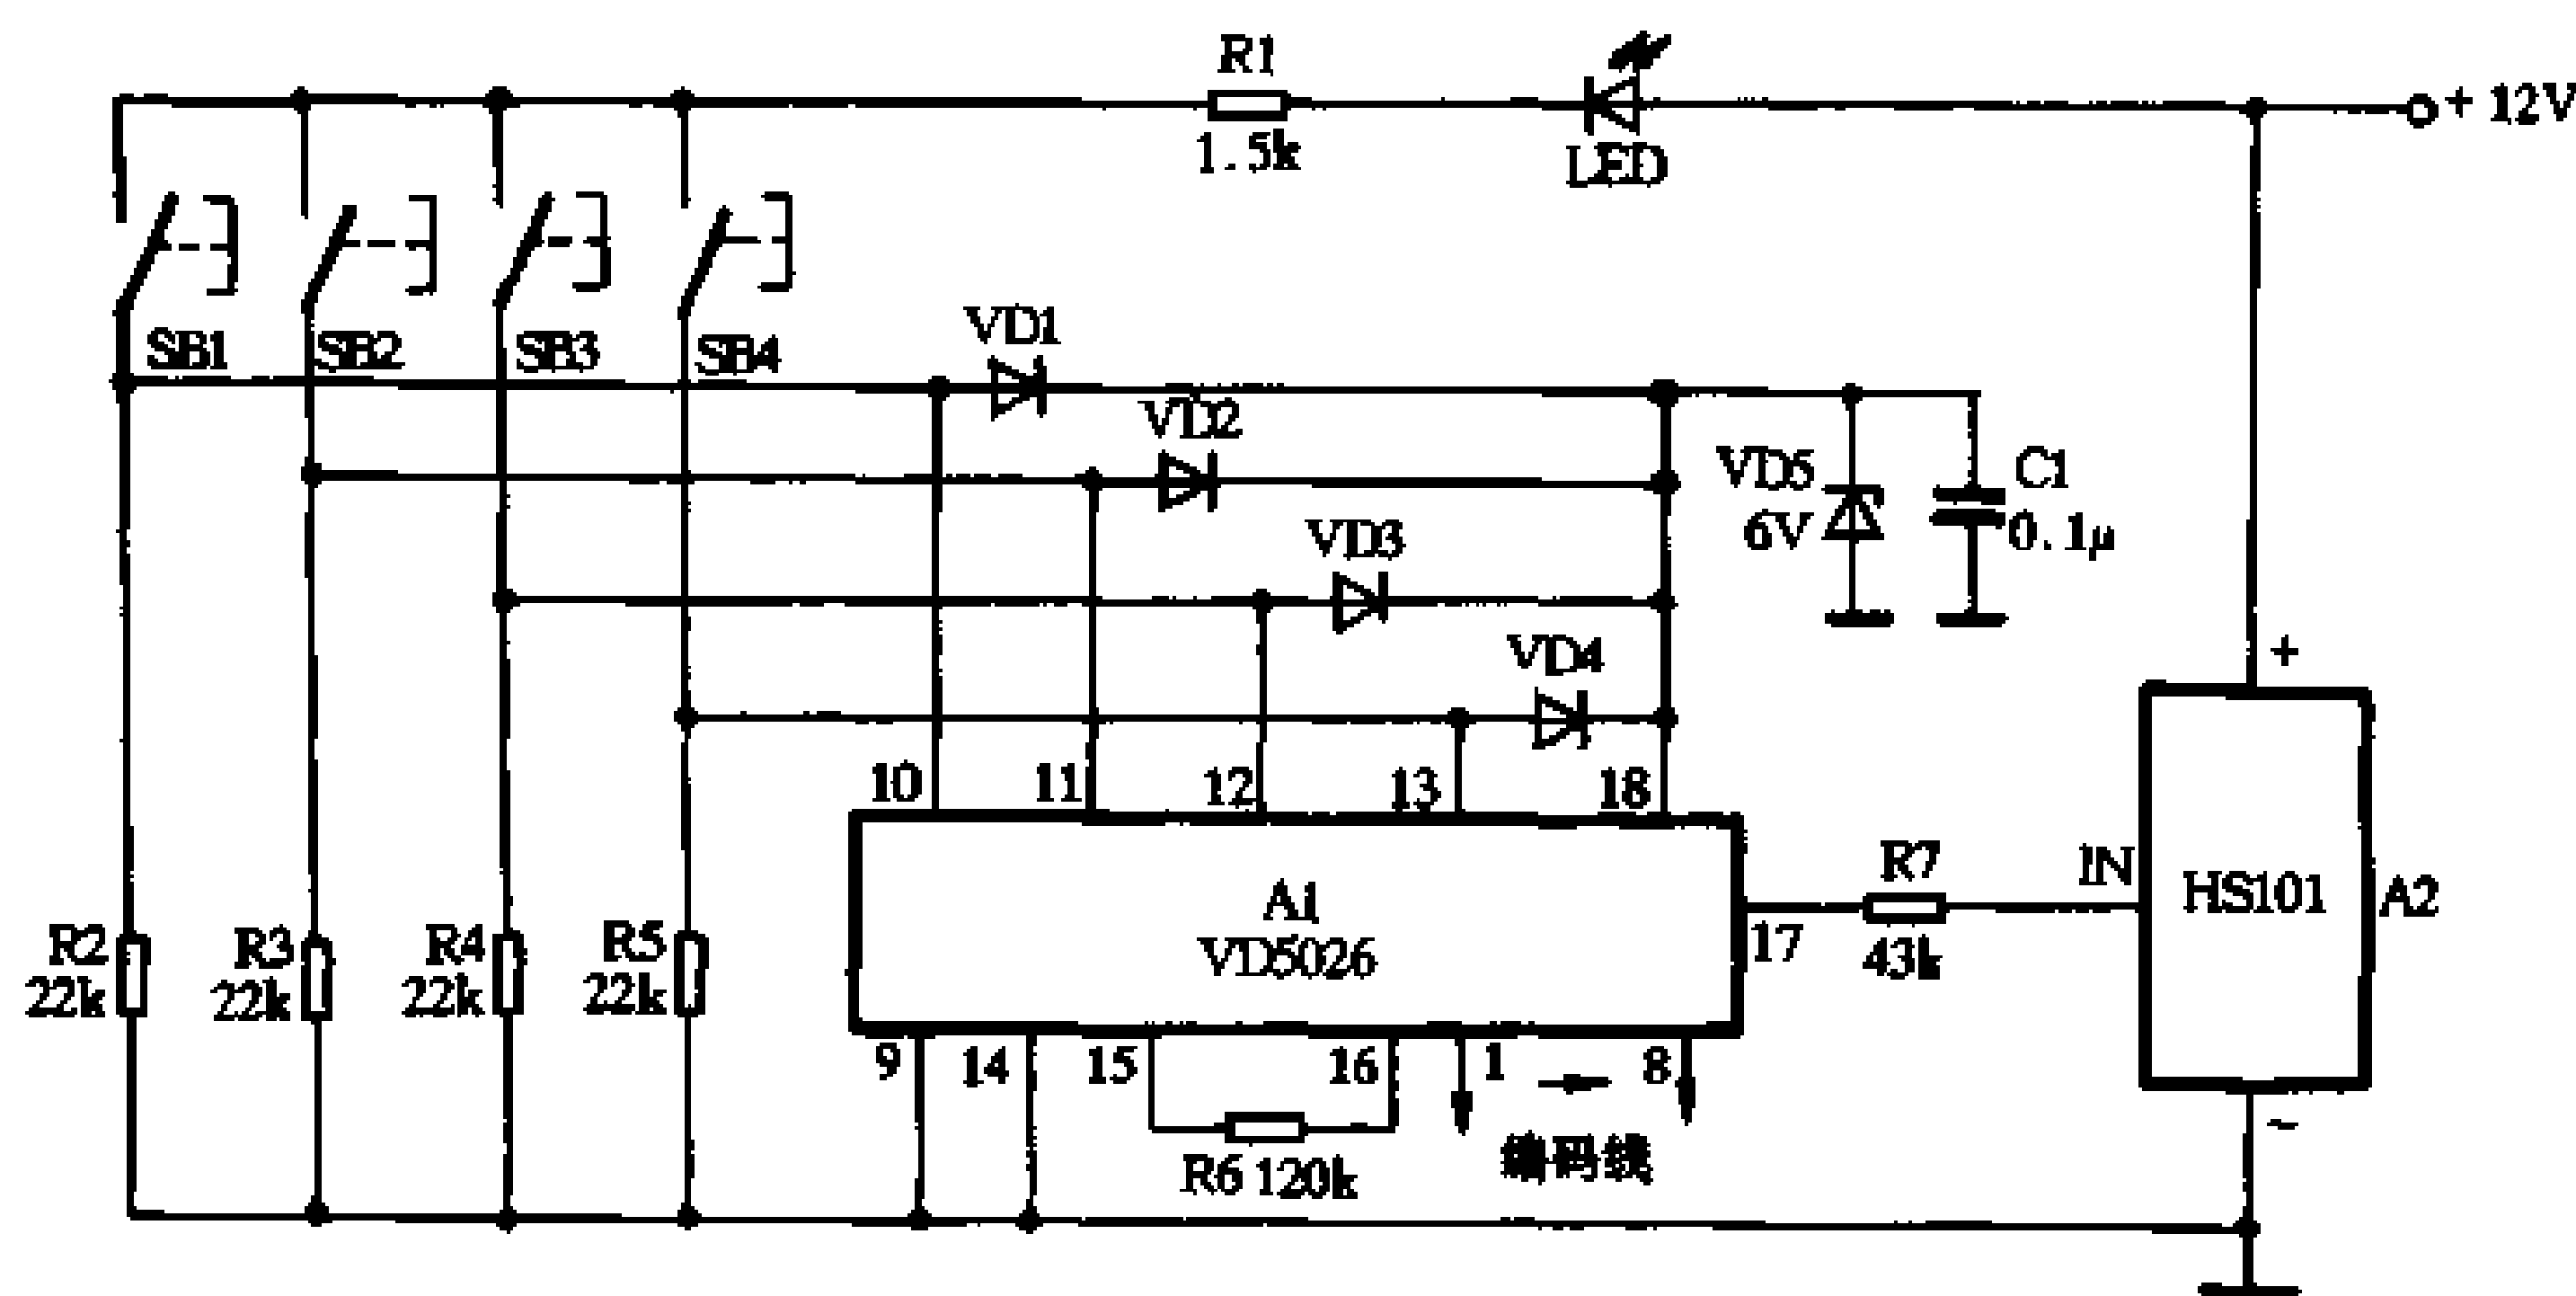 R1
1.5k
LED
+ 12V
SB1
SB2
SB3
SB4
VD1
VD2
VD3
VD4
VD5
6V
C1
0.1μ
10
11
12
13
18
A1
VD5026
17
R7
43k
IN
+
HS101
A2
~
R2
22k
R3
22k
R4
22k
R5
22k
9
14
15
16
1
8
R6 120k
编码线